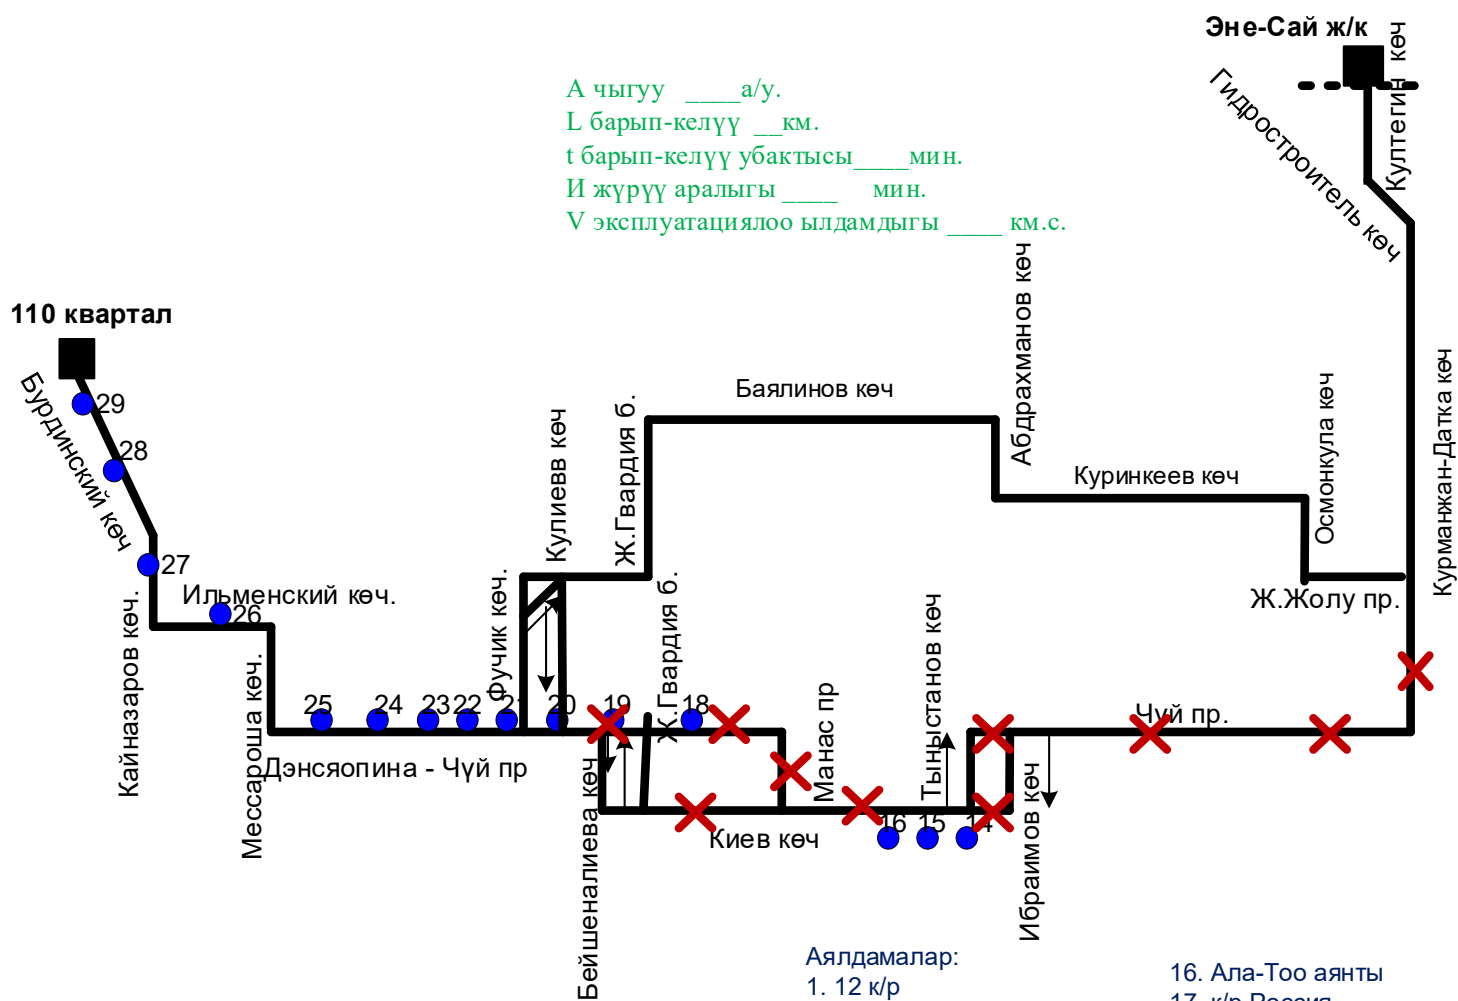 Эне-Сай ж/к
Култегин көч
Гидростроитель көч
А чыгуу ____а/у.
L барып-келүү __км.
t барып-келүү убактысы____мин.
И жүрүү аралыгы ____ мин.
V эксплуатациялоо ылдамдыгы ____ км.с.
110 квартал
Бурдинский көч
29
28
27
26
Ильменский көч.
Кайназаров көч.
Мессароша көч.
Баялинов көч
Абдрахманов көч
Куринкеев көч
Осмонкула көч
Курманжан-Датка көч
Ж.Жолу пр.
Кулиевв көч
Ж.Гвардия б.
Фучик көч.
Ж.Гвардия б.
25
24
23
22
21
20
19
18
Дэнсяопина - Чүй пр
Манас пр
Тыныстанов көч
Чүй пр.
16
15
14
Киев көч
Бейшеналиева көч
Ибраимов көч
Аялдамалар:
1. 12 к/р
16. Ала-Тоо аянты
17. к/р Россия